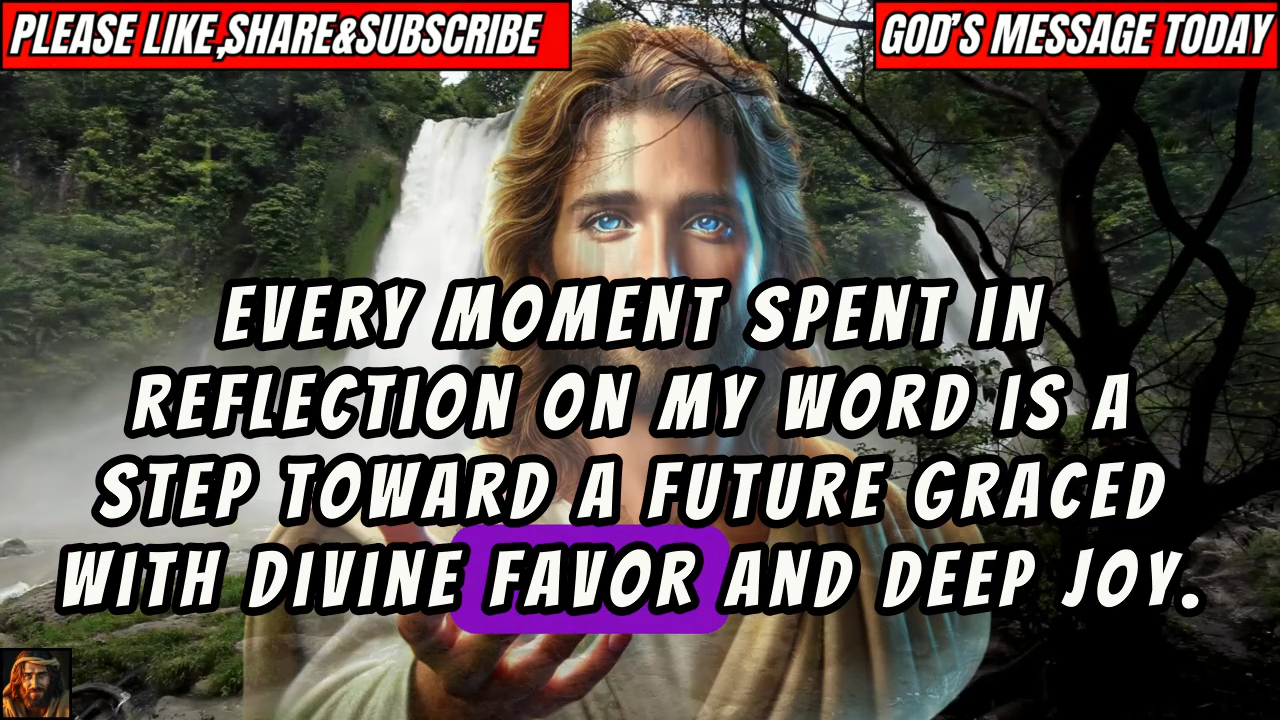 PLEASE LIKE,SHARE&SUBSCRIBE
GOD'S MESSAGE TODAY
EVERY MOMENT SPENT IN
REFLECTION ON MY WORD IS A
STEP TOWARD A FUTURE GRACED
WITH DIVINE FAVOR AND DEEP JOY.